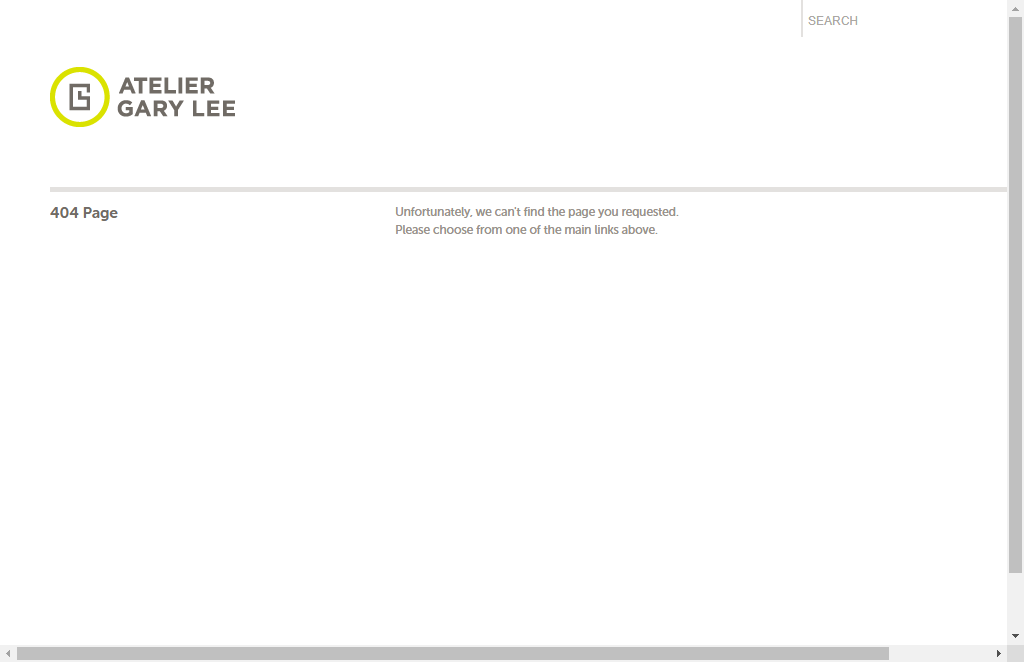 SEARCH
ATELIER
GARY LEE
404 Page
Unfortunately, we can't find the page you requested.
Please choose from one of the main links above.